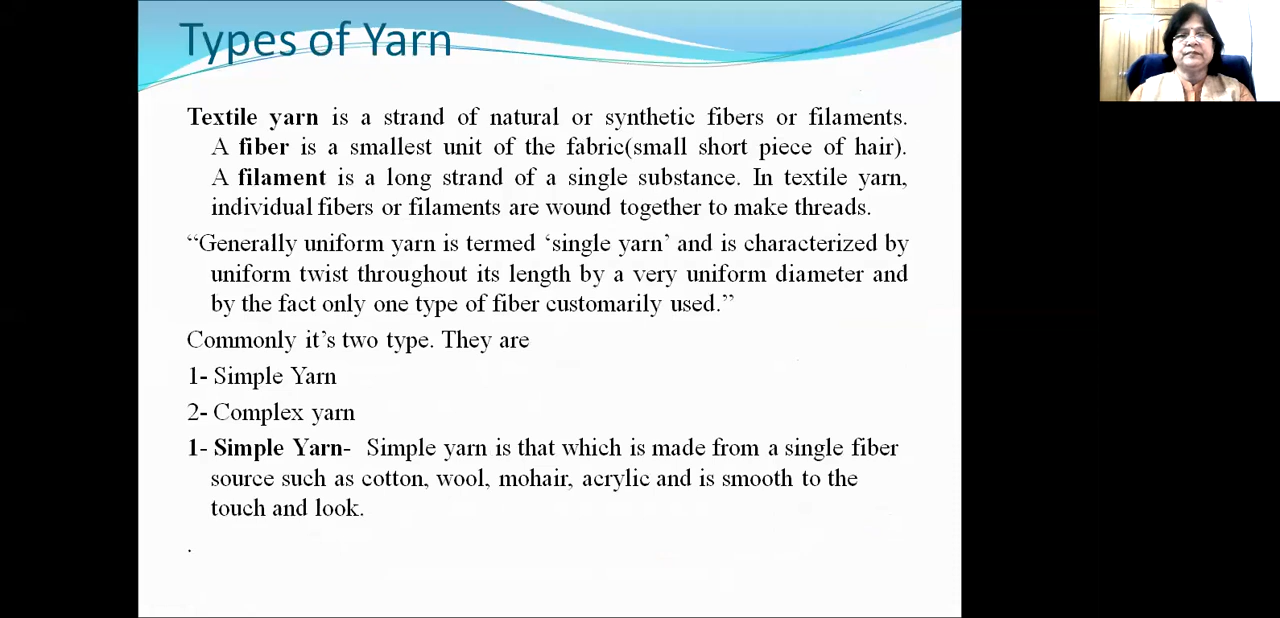 Types of Yarn
Textile yarn is a strand of natural or synthetic fibers or filaments.
A fiber is a smallest unit of the fabric(small short piece of hair).
A filament is a long strand of a single substance. In textile yarn,
individual fibers or filaments are wound together to make threads.
“Generally uniform yarn is termed ‘single yarn’ and is characterized by
uniform twist throughout its length by a very uniform diameter and
by the fact only one type of fiber customarily used.”
Commonly it’s two type. They are
1- Simple Yarn
2- Complex yarn
1- Simple Yarn- Simple yarn is that which is made from a single fiber
source such as cotton, wool, mohair, acrylic and is smooth to the
touch and look.
.